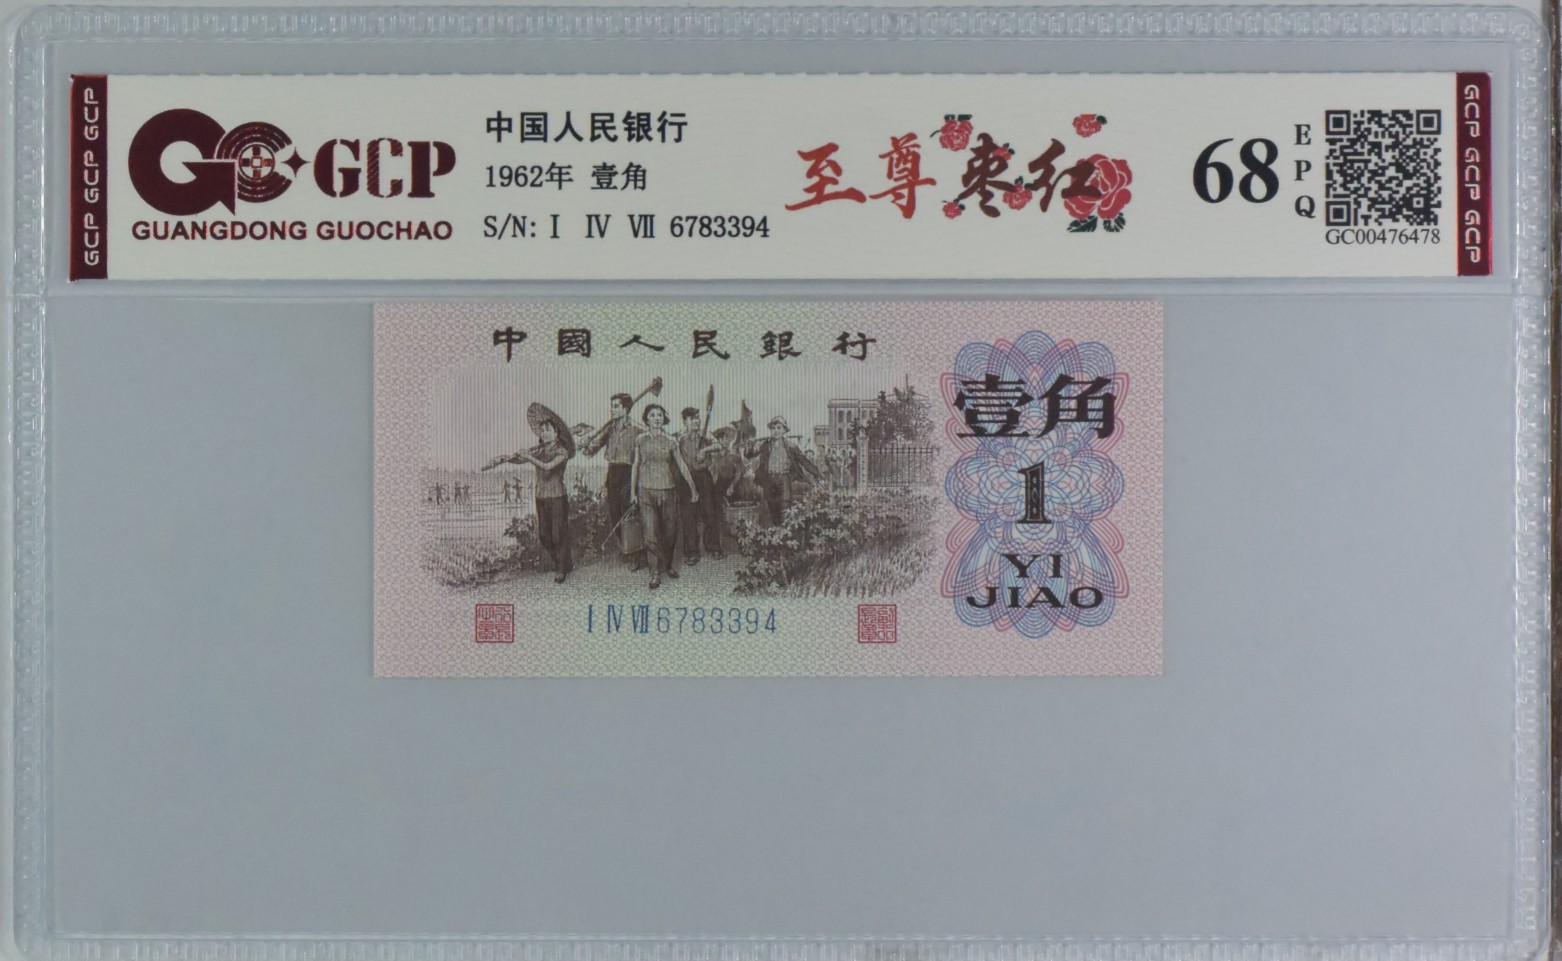 GCP GCP GCP
GCP
GUANGDONG GUOCHAO
中国人民银行
1962年 壹角
S/N: I IV VII 6783394
至尊枣红
68
EPQ
GC00476478
GCP GCP GCP
中國人民銀行
壹角
1
YI
JIAO
I IV VII 6783394